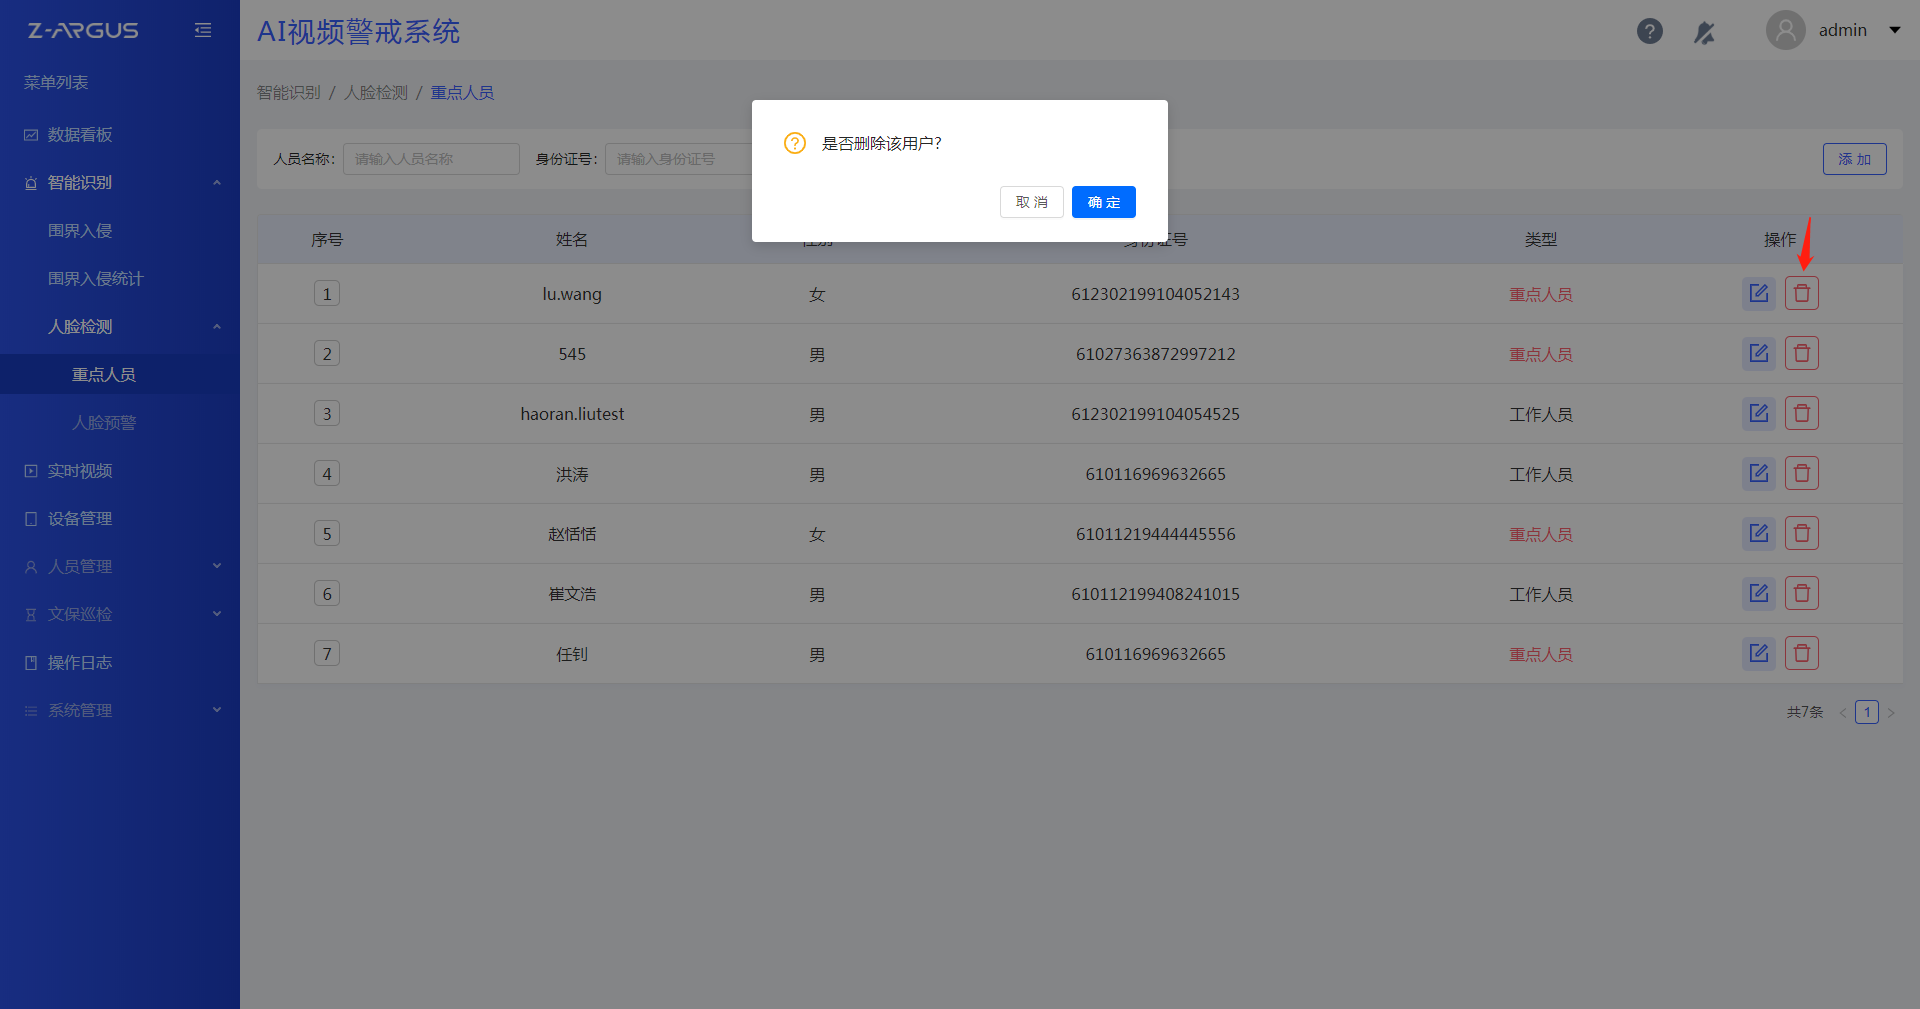 Z-ARGUS
AI视频警戒系统
? admin
菜单列表
数据看板
智能识别
围界入侵
围界入侵统计
人脸检测
重点人员
人脸预警
实时视频
设备管理
人员管理
文保巡检
操作日志
系统管理
智能识别 / 人脸检测 / 重点人员
人员名称: 请输入人员名称 身份证号: 请输入身份证号 添 加
? 是否删除该用户?
取 消 确 定
序号 姓名 性别 身份证号 类型 操作
1 lu.wang 女 612302199104052143 重点人员
2 545 男 61027363872997212 重点人员
3 haoran.liutest 男 612302199104054525 工作人员
4 洪涛 男 610116969632665 工作人员
5 赵恬恬 女 61011219444445556 重点人员
6 崔文浩 男 610112199408241015 工作人员
7 任钊 男 610116969632665 重点人员
共7条 < 1 >